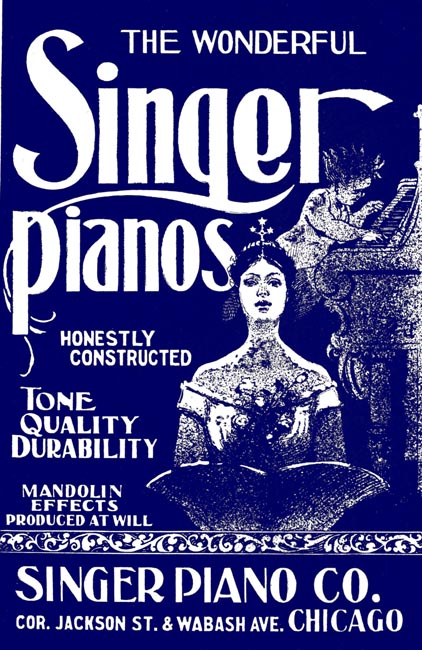 THE WONDERFUL
Singer
Pianos
HONESTLY
CONSTRUCTED
TONE
QUALITY
DURABILITY
MANDOLIN
EFFECTS
PRODUCED AT WILL
SINGER PIANO CO.
COR. JACKSON ST. & WABASH AVE. CHICAGO